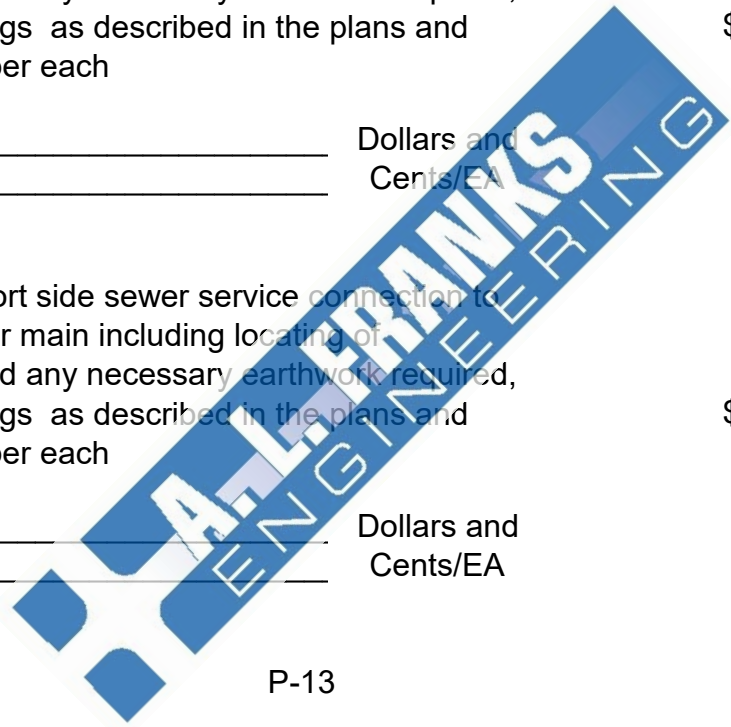 gs as described in the plans and
$
per each
Dollars and
Cents/EA
ort side sewer service connection to
r main including locating of
d any necessary earthwork required,
gs as described in the plans and
$
per each
Dollars and
Cents/EA
A. L. FRANKS
ENGINEERING
P-13